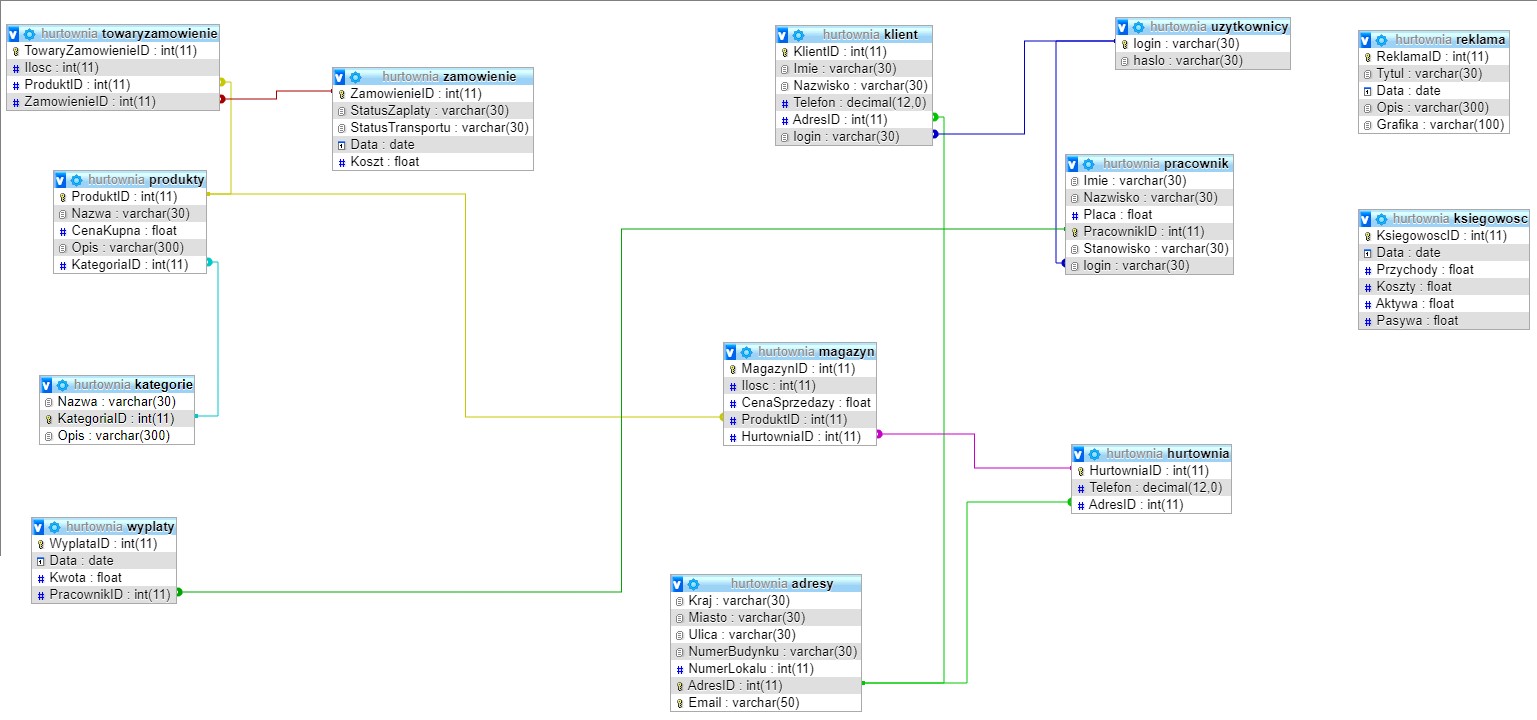 hurtownia towaryzamowienie
TowaryZamowienieID : int(11)
Ilosc : int(11)
ProduktID : int(11)
ZamowienieID : int(11)
hurtownia zamowienie
ZamowienieID : int(11)
StatusZaplaty : varchar(30)
StatusTransportu : varchar(30)
Data : date
Koszt : float
hurtownia produkty
ProduktID : int(11)
Nazwa : varchar(30)
CenaKupna : float
Opis : varchar(300)
KategoriaID : int(11)
hurtownia kategorie
Nazwa : varchar(30)
KategoriaID : int(11)
Opis : varchar(300)
hurtownia wyplaty
WyplataID : int(11)
Data : date
Kwota : float
PracownikID : int(11)
hurtownia klient
KlientID : int(11)
Imie : varchar(30)
Nazwisko : varchar(30)
Telefon : decimal(12,0)
AdresID : int(11)
login : varchar(30)
hurtownia uzytkownicy
login : varchar(30)
haslo : varchar(30)
hurtownia pracownik
Imie : varchar(30)
Nazwisko : varchar(30)
Placa : float
PracownikID : int(11)
Stanowisko : varchar(30)
login : varchar(30)
hurtownia magazyn
MagazynID : int(11)
Ilosc : int(11)
CenaSprzedazy : float
ProduktID : int(11)
HurtowniaID : int(11)
hurtownia hurtownia
HurtowniaID : int(11)
Telefon : decimal(12,0)
AdresID : int(11)
hurtownia adresy
Kraj : varchar(30)
Miasto : varchar(30)
Ulica : varchar(30)
NumerBudynku : varchar(30)
NumerLokalu : int(11)
AdresID : int(11)
Email : varchar(50)
hurtownia reklama
ReklamaID : int(11)
Tytul : varchar(30)
Data : date
Opis : varchar(300)
Grafika : varchar(100)
hurtownia ksiegowosc
KsiegowoscID : int(11)
Data : date
Przychody : float
Koszty : float
Aktywa : float
Pasywa : float